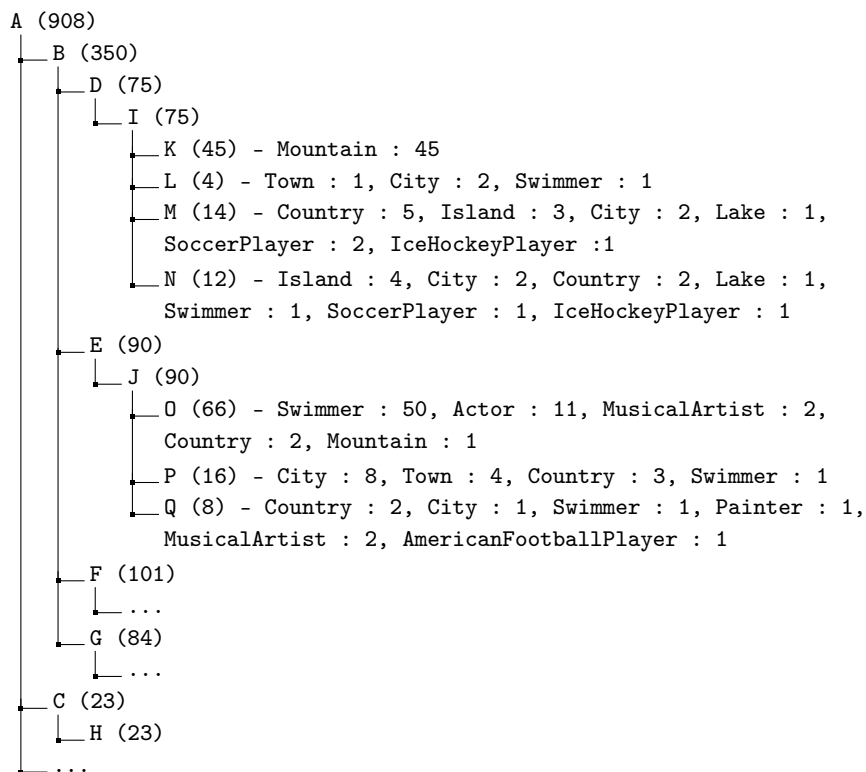 A (908)
B (350)
D (75)
I (75)
K (45) - Mountain : 45
L (4) - Town : 1, City : 2, Swimmer : 1
M (14) - Country : 5, Island : 3, City : 2, Lake : 1,
SoccerPlayer : 2, IceHockeyPlayer :1
N (12) - Island : 4, City : 2, Country : 2, Lake : 1,
Swimmer : 1, SoccerPlayer : 1, IceHockeyPlayer : 1
E (90)
J (90)
O (66) - Swimmer : 50, Actor : 11, MusicalArtist : 2,
Country : 2, Mountain : 1
P (16) - City : 8, Town : 4, Country : 3, Swimmer : 1
Q (8) - Country : 2, City : 1, Swimmer : 1, Painter : 1,
MusicalArtist : 2, AmericanFootballPlayer : 1
F (101)
...
G (84)
...
C (23)
H (23)
...